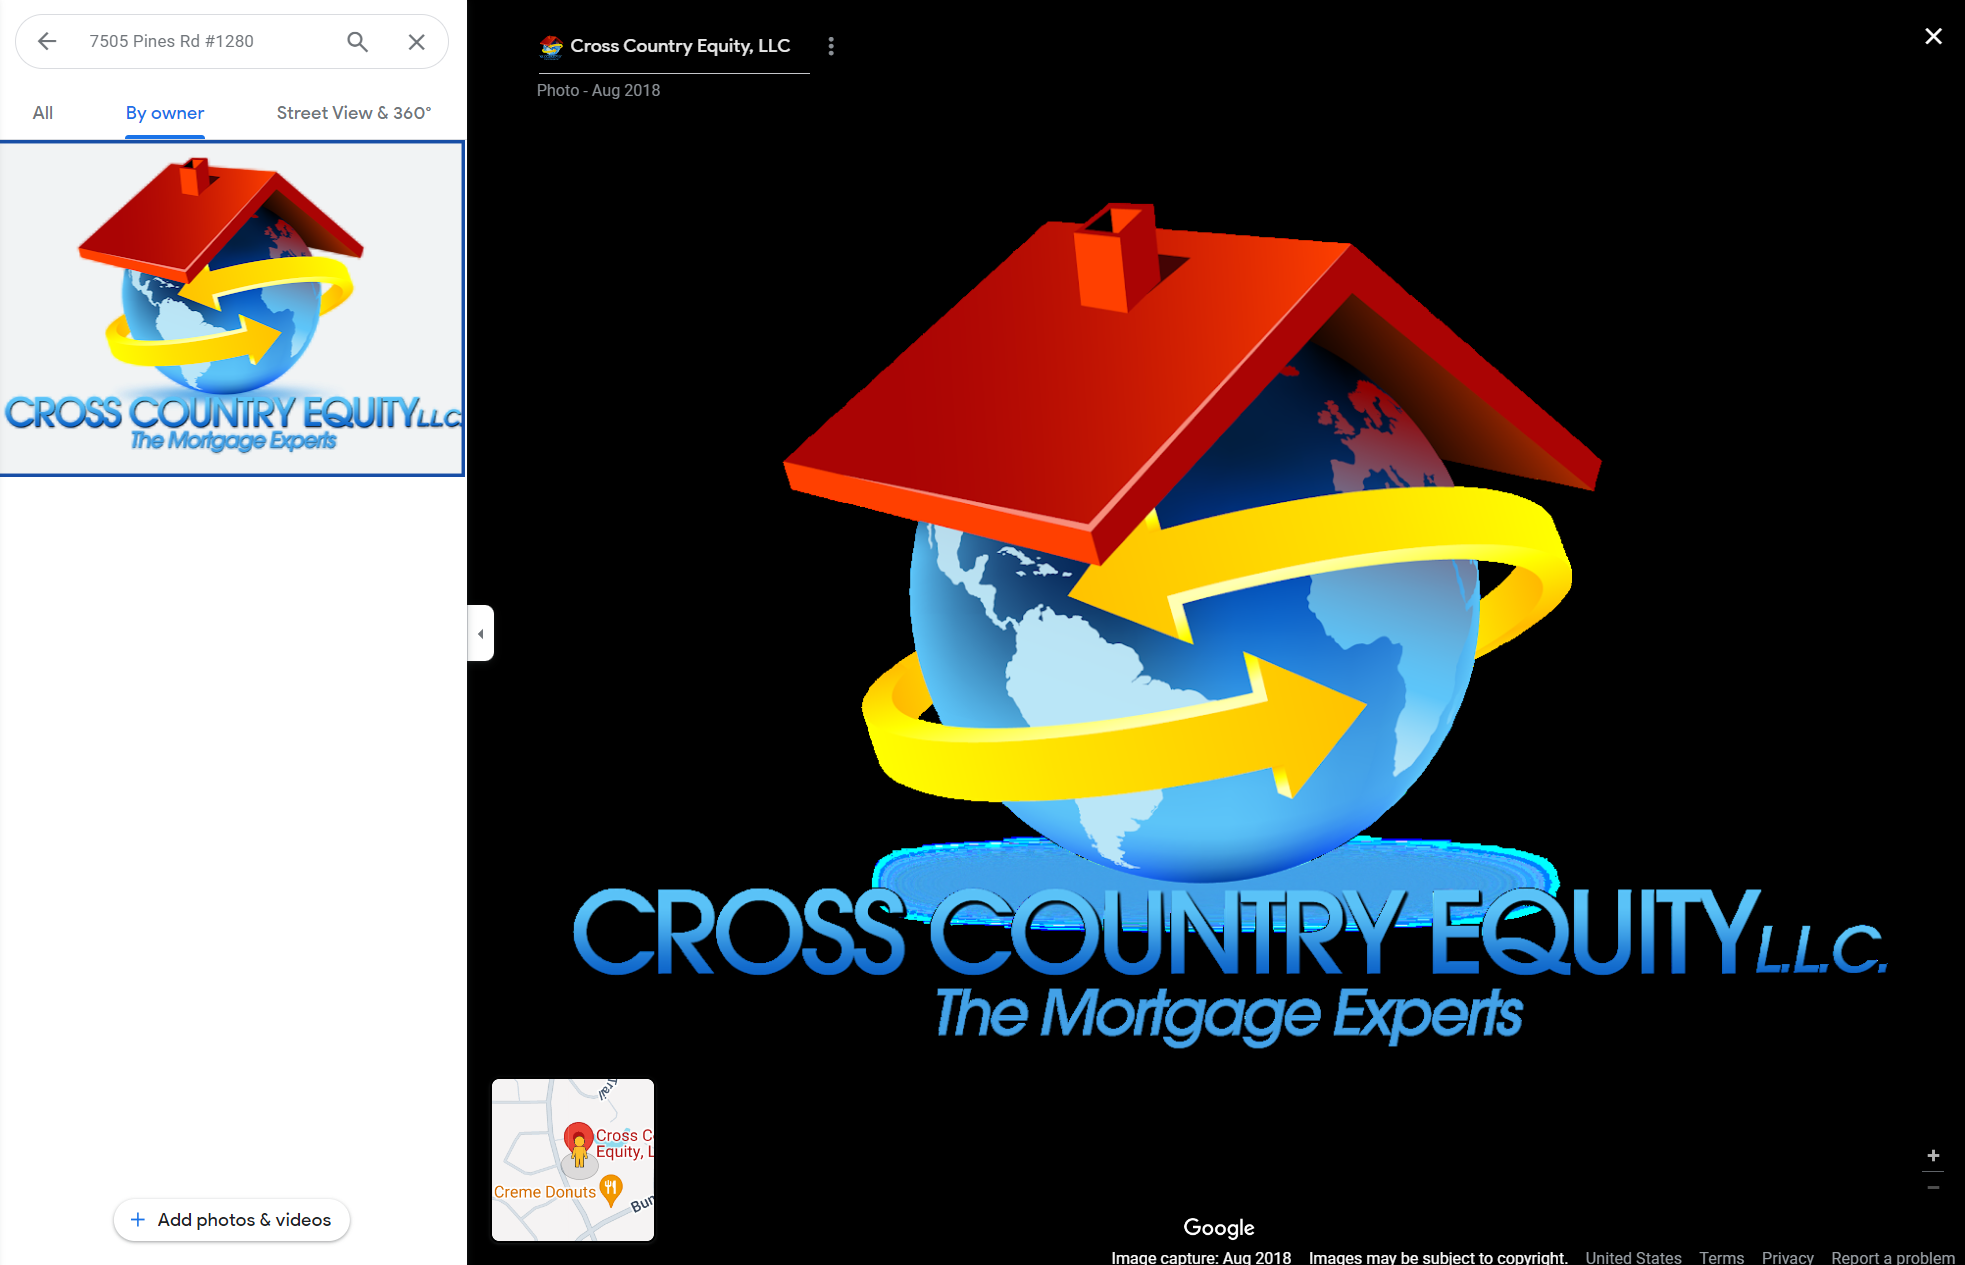 7505 Pines Rd #1280
All
By owner
Street View & 360°
CROSS COUNTRY EQUITY LLC.
The Mortgage Experts
Add photos & videos
Cross Country Equity, LLC
Photo - Aug 2018
CROSS COUNTRY EQUITY L.L.C.
The Mortgage Experts
Trail
Cross C
Equity, L
Creme Donuts
Bun
Google
Image capture: Aug 2018 Images may be subject to copyright. United States Terms Privacy Report a problem